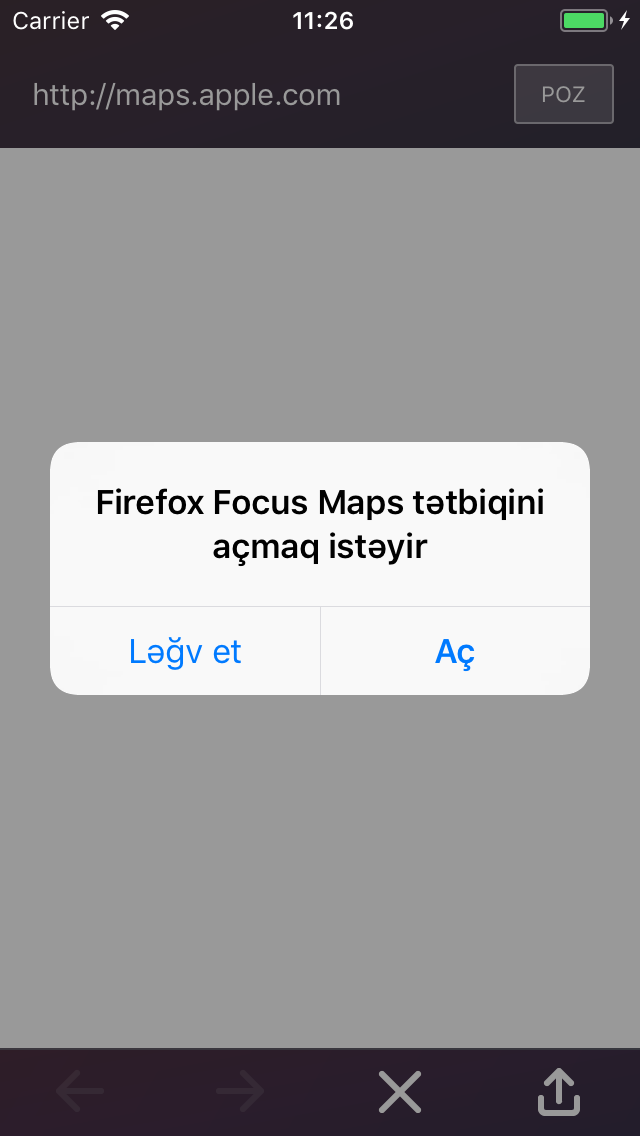 Carrier 11:26
http://maps.apple.com POZ
Firefox Focus Maps tətbiqini
açmaq istəyir
Ləğv et Aç